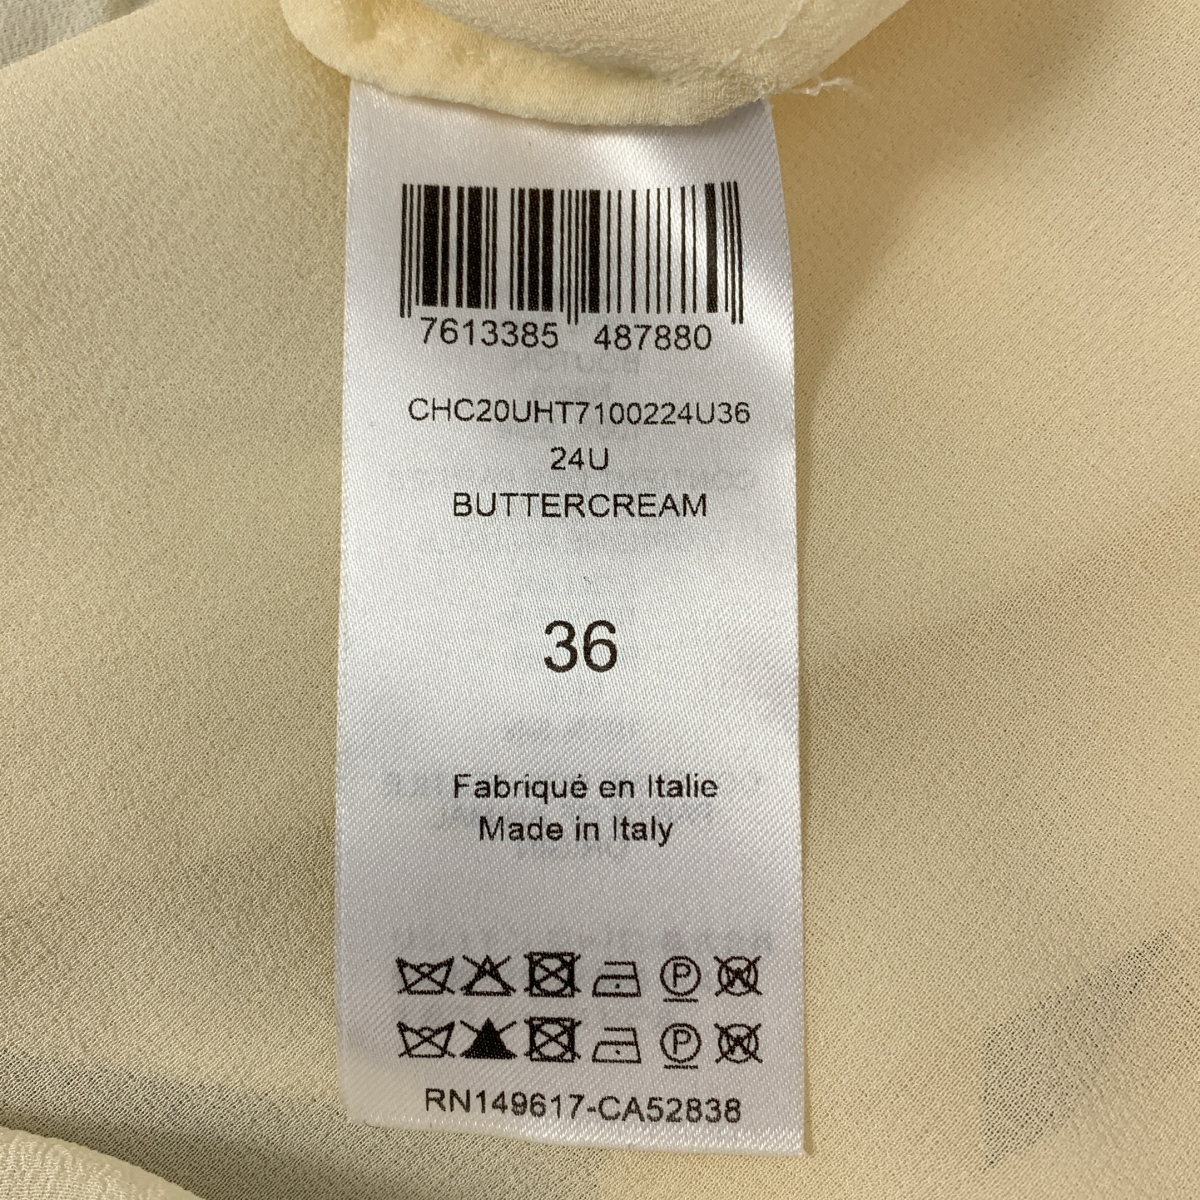 7613385 487880
CHC20UHT7100224U36
24U
BUTTERCREAM
36
Fabriqué en Italie
Made in Italy
P W
P W
RN149617-CA52838